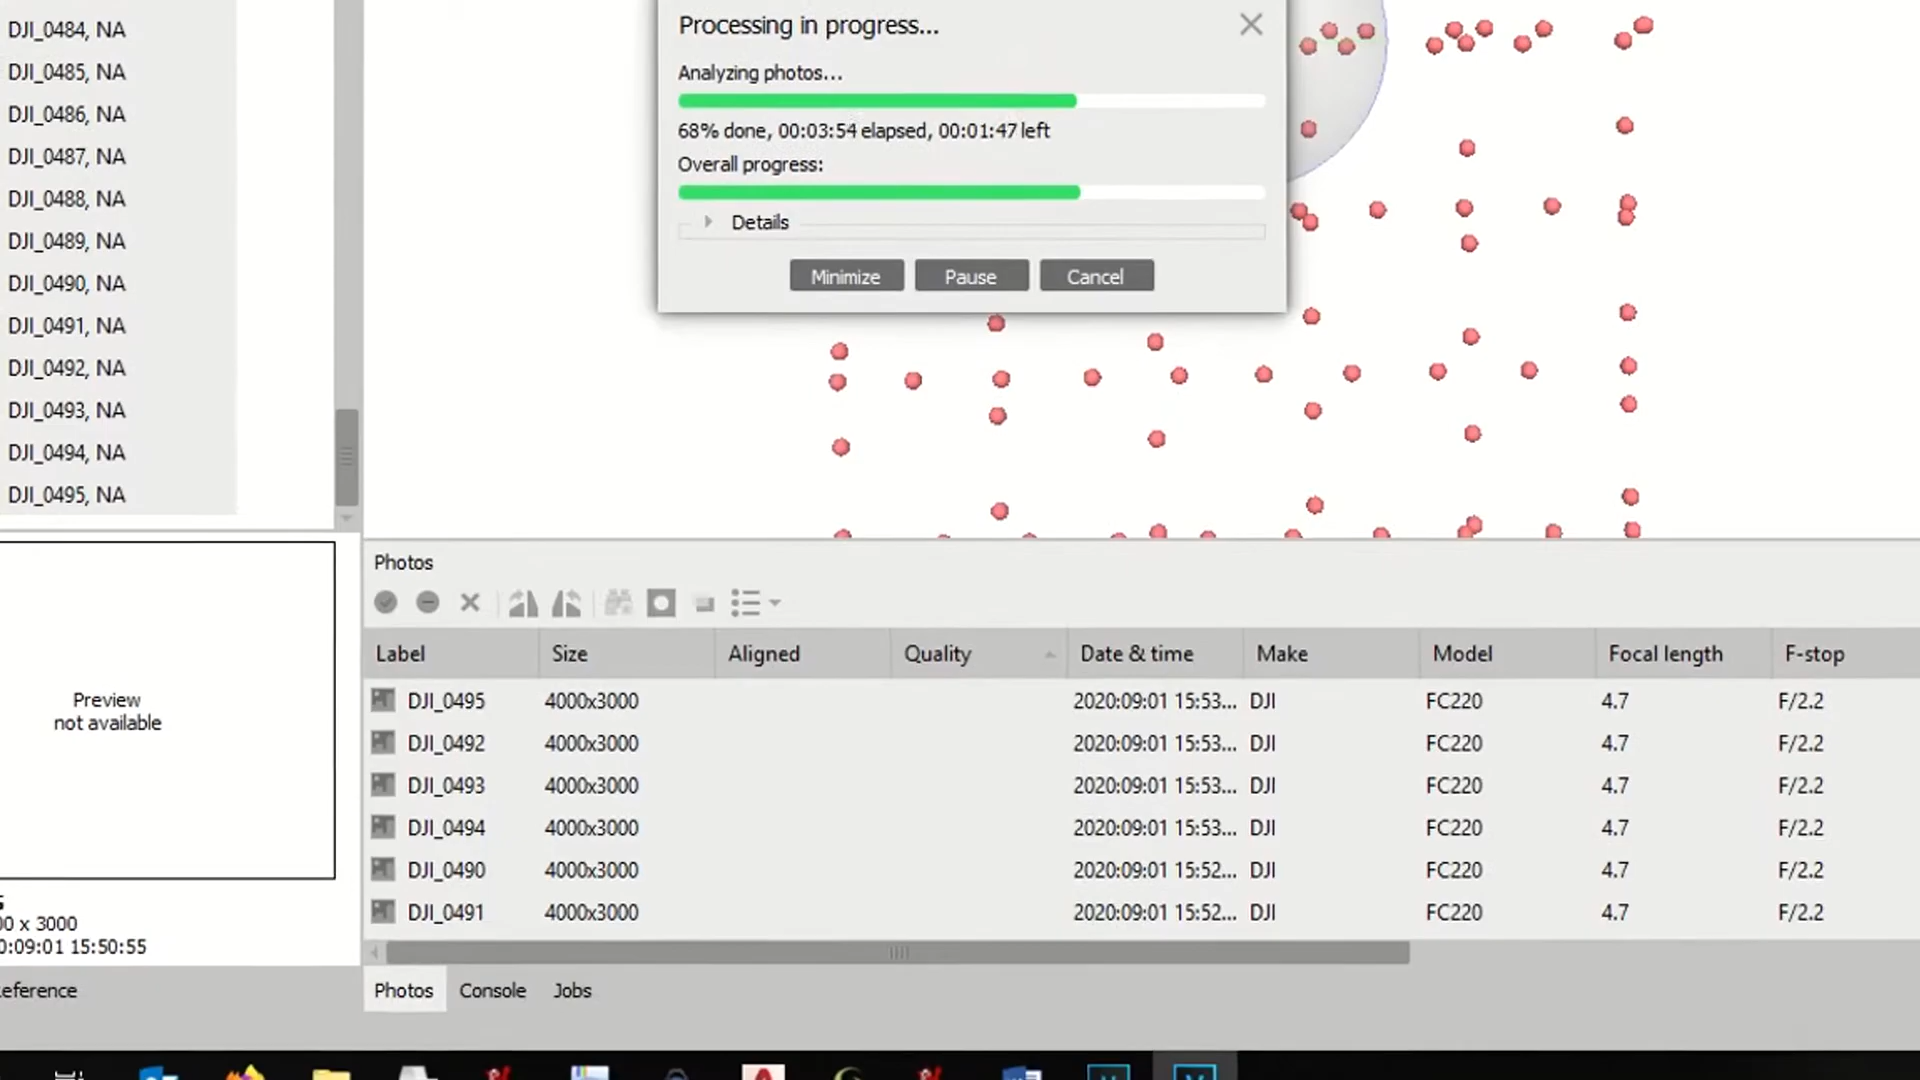 DJI_0484, NA
DJI_0485, NA
DJI_0486, NA
DJI_0487, NA
DJI_0488, NA
DJI_0489, NA
DJI_0490, NA
DJI_0491, NA
DJI_0492, NA
DJI_0493, NA
DJI_0494, NA
DJI_0495, NA
Preview
not available
00 x 3000
0:09:01 15:50:55
eference
Processing in progress...
Analyzing photos...
68% done, 00:03:54 elapsed, 00:01:47 left
Overall progress:
Details
Minimize Pause Cancel
Photos
Label Size Aligned Quality Date & time Make Model Focal length F-stop
DJI_0495 4000x3000 2020:09:01 15:53... DJI FC220 4.7 F/2.2
DJI_0492 4000x3000 2020:09:01 15:53... DJI FC220 4.7 F/2.2
DJI_0493 4000x3000 2020:09:01 15:53... DJI FC220 4.7 F/2.2
DJI_0494 4000x3000 2020:09:01 15:53... DJI FC220 4.7 F/2.2
DJI_0490 4000x3000 2020:09:01 15:52... DJI FC220 4.7 F/2.2
DJI_0491 4000x3000 2020:09:01 15:52... DJI FC220 4.7 F/2.2
Photos Console Jobs